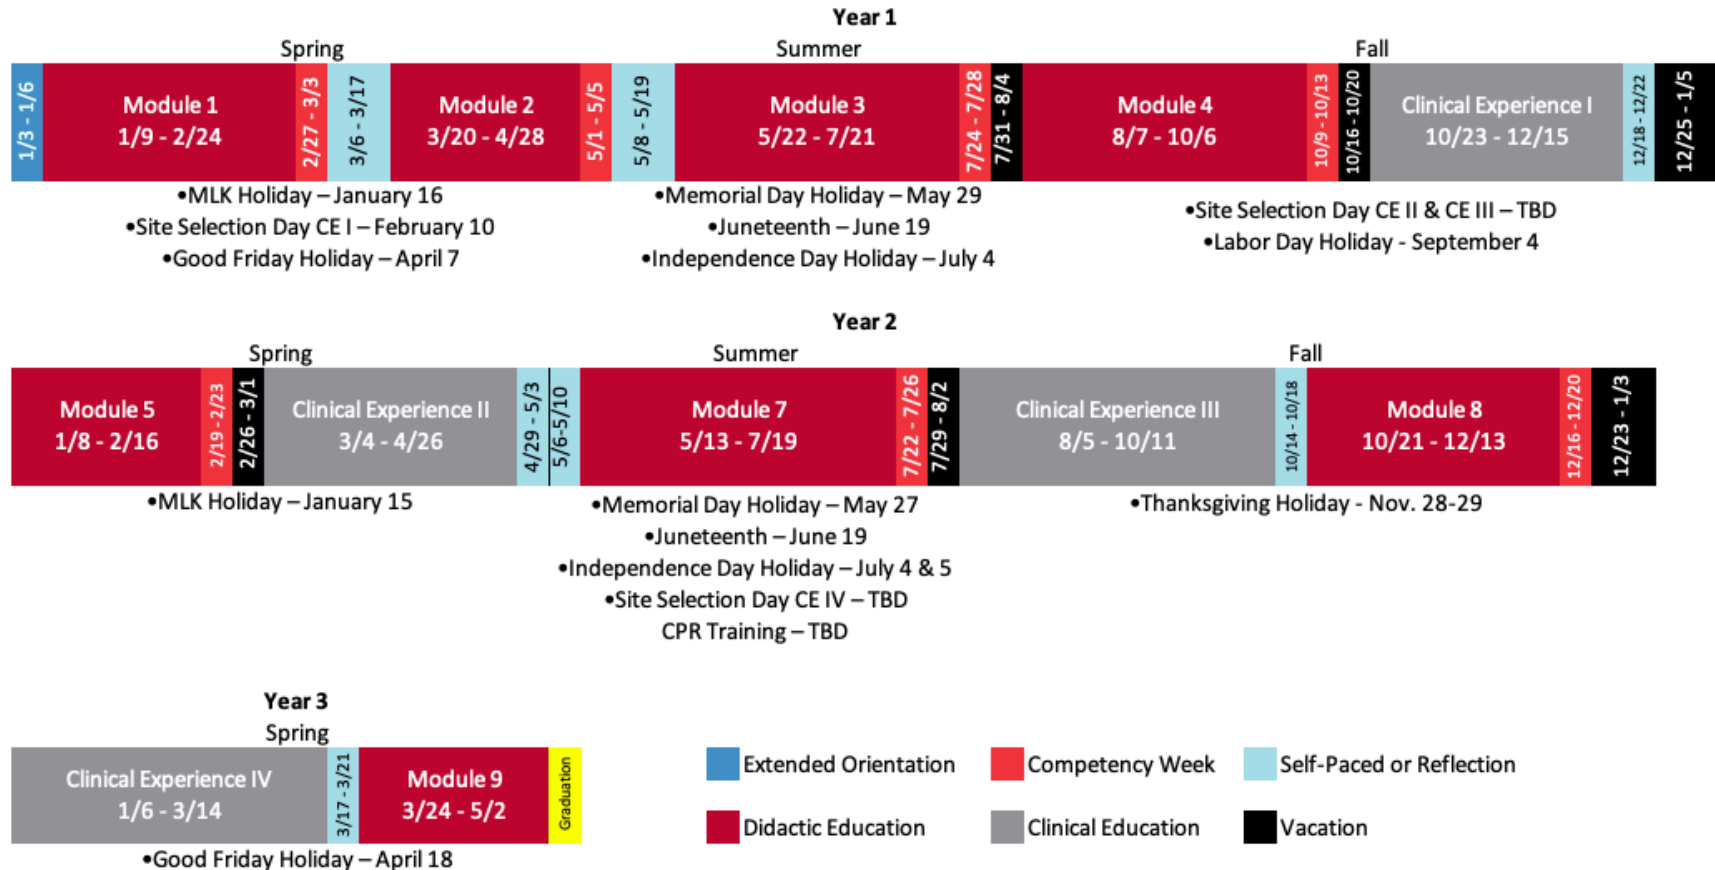 Year 1
Spring
Summer
Fall
1/3 - 1/6
Module 1
1/9 - 2/24
2/27 - 3/3
3/6 - 3/17
Module 2
3/20 - 4/28
5/1 - 5/5
5/8 - 5/19
Module 3
5/22 - 7/21
7/24 - 7/28
7/31 - 8/4
Module 4
8/7 - 10/6
10/9 - 10/13
10/16 - 10/20
Clinical Experience I
10/23 - 12/15
12/18 - 12/22
12/25 - 1/5
•MLK Holiday – January 16
•Site Selection Day CE I – February 10
•Good Friday Holiday – April 7
•Memorial Day Holiday – May 29
•Juneteenth – June 19
•Independence Day Holiday – July 4
•Site Selection Day CE II & CE III – TBD
•Labor Day Holiday - September 4
Year 2
Spring
Summer
Fall
Module 5
1/8 - 2/16
2/19 - 2/23
2/26 - 3/1
Clinical Experience II
3/4 - 4/26
4/29 - 5/3
5/6-5/10
Module 7
5/13 - 7/19
7/22 - 7/26
7/29 - 8/2
Clinical Experience III
8/5 - 10/11
10/14 - 10/18
Module 8
10/21 - 12/13
12/16 - 12/20
12/23 - 1/3
•MLK Holiday – January 15
•Memorial Day Holiday – May 27
•Juneteenth – June 19
•Independence Day Holiday – July 4 & 5
•Site Selection Day CE IV – TBD
CPR Training – TBD
•Thanksgiving Holiday - Nov. 28-29
Year 3
Spring
Clinical Experience IV
1/6 - 3/14
3/17 - 3/21
Module 9
3/24 - 5/2
Graduation
•Good Friday Holiday – April 18
Extended Orientation
Competency Week
Self-Paced or Reflection
Didactic Education
Clinical Education
Vacation